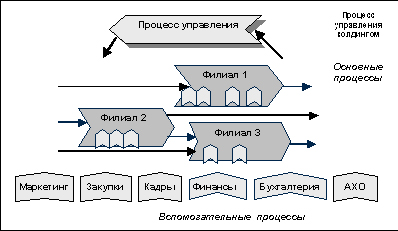 Процесс управления
Процесс
управления
холдингом
Основные
процессы
Филиал 1
Филиал 2
Филиал 3
Маркетинг
Закупки
Кадры
Финансы
Бухгалтерия
АХО
Вспомогательные процессы